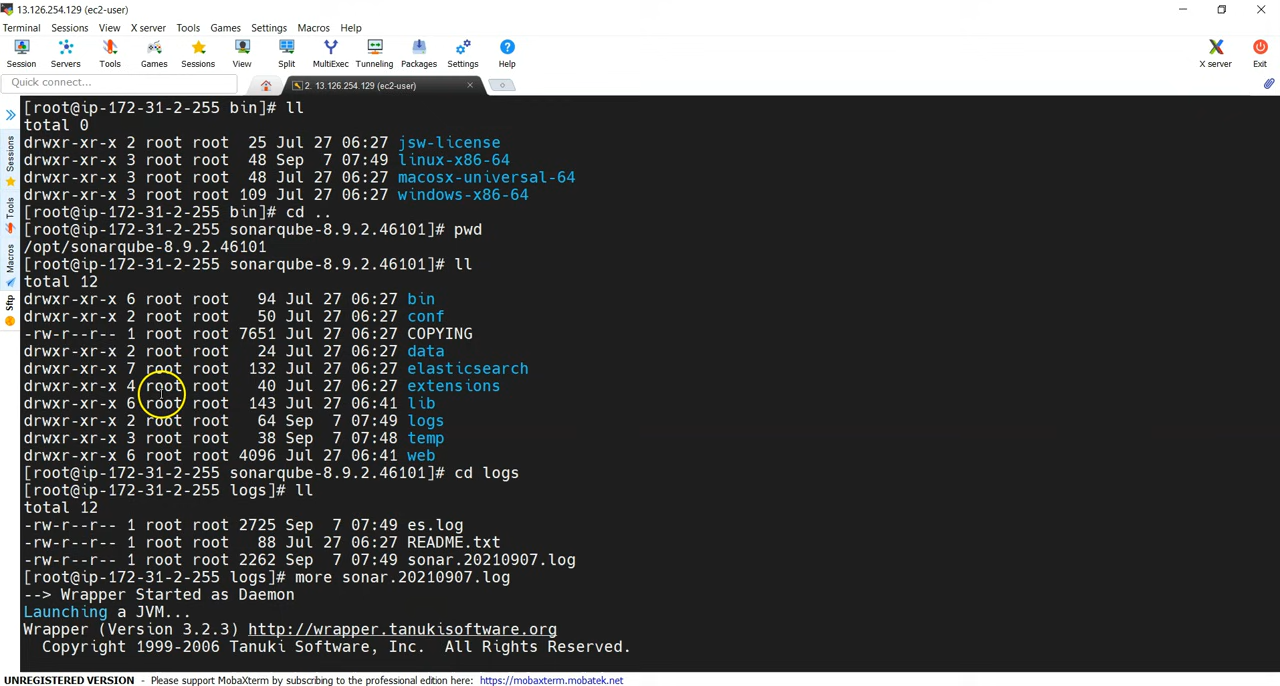 13.126.254.129 (ec2-user)
Terminal Sessions View X server Tools Games Settings Macros Help
Session Servers Tools Games Sessions View Split MultiExec Tunneling Packages Settings Help X server Exit
Quick connect... 2. 13.126.254.129 (ec2-user)
Sessions
Tools
Macros
Sftp
[root@ip-172-31-2-255 bin]# ll
total 0
drwxr-xr-x 2 root root  25 Jul 27 06:27 jsw-license
drwxr-xr-x 3 root root  48 Sep  7 07:49 linux-x86-64
drwxr-xr-x 3 root root  48 Jul 27 06:27 macosx-universal-64
drwxr-xr-x 3 root root 109 Jul 27 06:27 windows-x86-64
[root@ip-172-31-2-255 bin]# cd ..
[root@ip-172-31-2-255 sonarqube-8.9.2.46101]# pwd
/opt/sonarqube-8.9.2.46101
[root@ip-172-31-2-255 sonarqube-8.9.2.46101]# ll
total 12
drwxr-xr-x 6 root root   94 Jul 27 06:27 bin
drwxr-xr-x 2 root root   50 Jul 27 06:27 conf
-rw-r--r-- 1 root root 7651 Jul 27 06:27 COPYING
drwxr-xr-x 2 root root   24 Jul 27 06:27 data
drwxr-xr-x 7 root root  132 Jul 27 06:27 elasticsearch
drwxr-xr-x 4 root root   40 Jul 27 06:27 extensions
drwxr-xr-x 6 root root  143 Jul 27 06:41 lib
drwxr-xr-x 2 root root   64 Sep  7 07:49 logs
drwxr-xr-x 3 root root   38 Sep  7 07:48 temp
drwxr-xr-x 6 root root 4096 Jul 27 06:41 web
[root@ip-172-31-2-255 sonarqube-8.9.2.46101]# cd logs
[root@ip-172-31-2-255 logs]# ll
total 12
-rw-r--r-- 1 root root 2725 Sep  7 07:49 es.log
-rw-r--r-- 1 root root   88 Jul 27 06:27 README.txt
-rw-r--r-- 1 root root 2262 Sep  7 07:49 sonar.20210907.log
[root@ip-172-31-2-255 logs]# more sonar.20210907.log
--> Wrapper Started as Daemon
Launching a JVM...
Wrapper (Version 3.2.3) http://wrapper.tanukisoftware.org
  Copyright 1999-2006 Tanuki Software, Inc.  All Rights Reserved.
UNREGISTERED VERSION - Please support MobaXterm by subscribing to the professional edition here: https://mobaxterm.mobatek.net